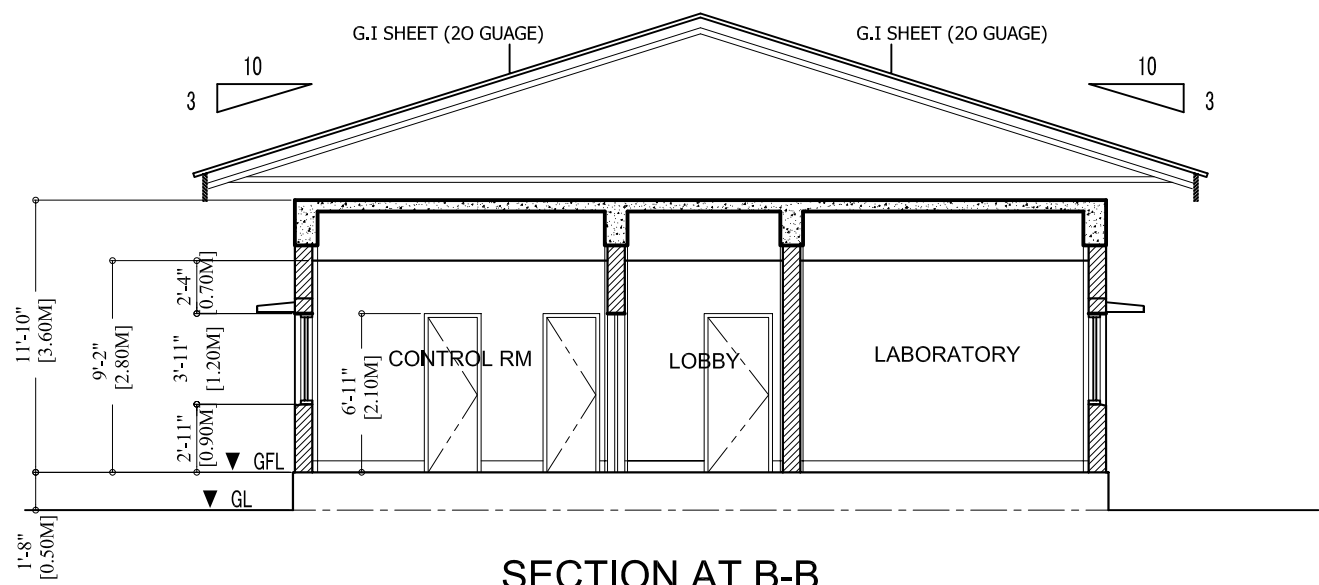 G.I SHEET (2O GUAGE)
G.I SHEET (2O GUAGE)
10
3
10
3
11'-10"
[3.60M]
9'-2"
[2.80M]
2'-4"
[0.70M]
3'-11"
[1.20M]
2'-11"
[0.90M]
6'-11"
[2.10M]
CONTROL RM
LOBBY
LABORATORY
GFL
GL
1'-8"
[0.50M]
SECTION AT B-B